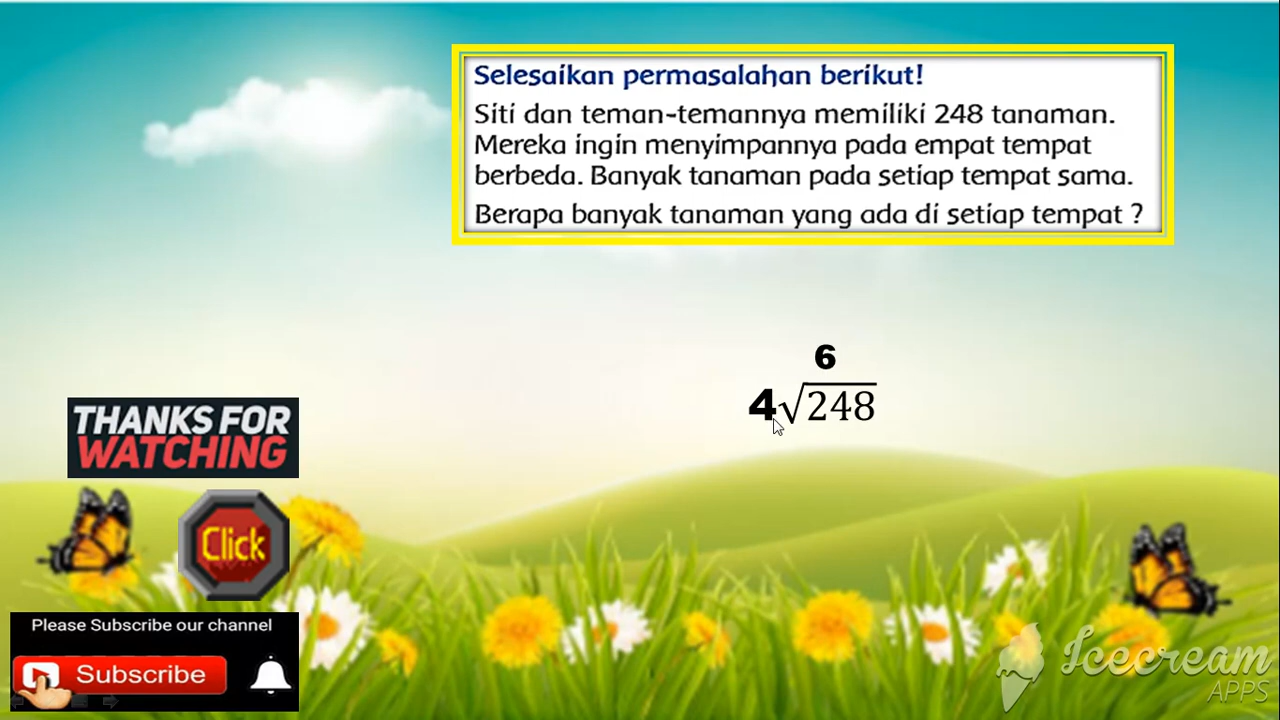 Selesaikan permasalahan berikut!
Siti dan teman-temannya memiliki 248 tanaman.
Mereka ingin menyimpannya pada empat tempat
berbeda. Banyak tanaman pada setiap tempat sama.
Berapa banyak tanaman yang ada di setiap tempat ?
6
4√248
THANKS FOR
WATCHING
Click
Please Subscribe our channel
Subscribe
Icecream
APPS